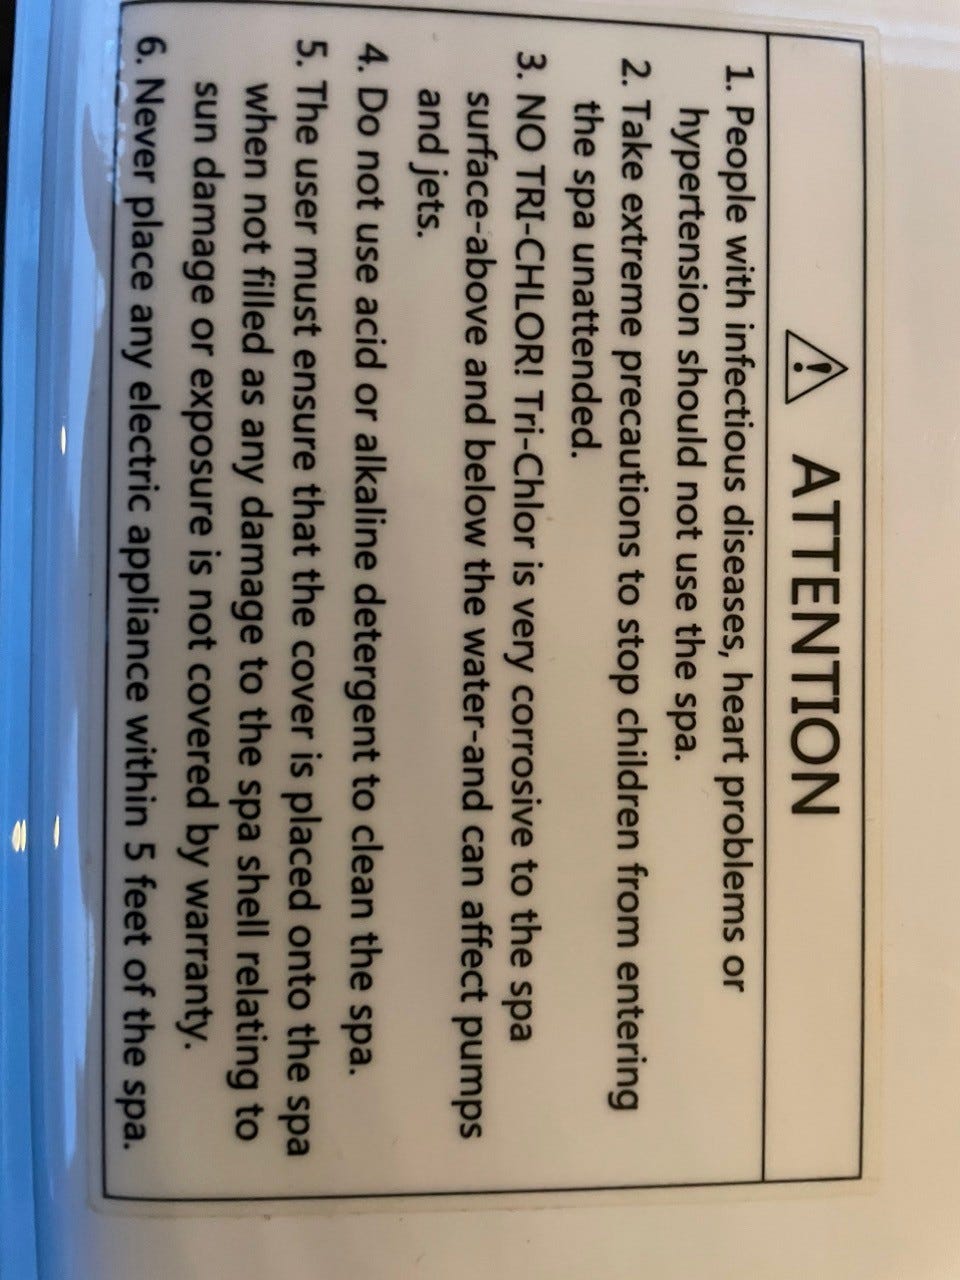 ATTENTION
1. People with infectious diseases, heart problems or
hypertension should not use the spa.
2. Take extreme precautions to stop children from entering
the spa unattended.
3. NO TRI-CHLOR! Tri-Chlor is very corrosive to the spa
surface-above and below the water-and can affect pumps
and jets.
4. Do not use acid or alkaline detergent to clean the spa.
5. The user must ensure that the cover is placed onto the spa
when not filled as any damage to the spa shell relating to
sun damage or exposure is not covered by warranty.
6. Never place any electric appliance within 5 feet of the spa.